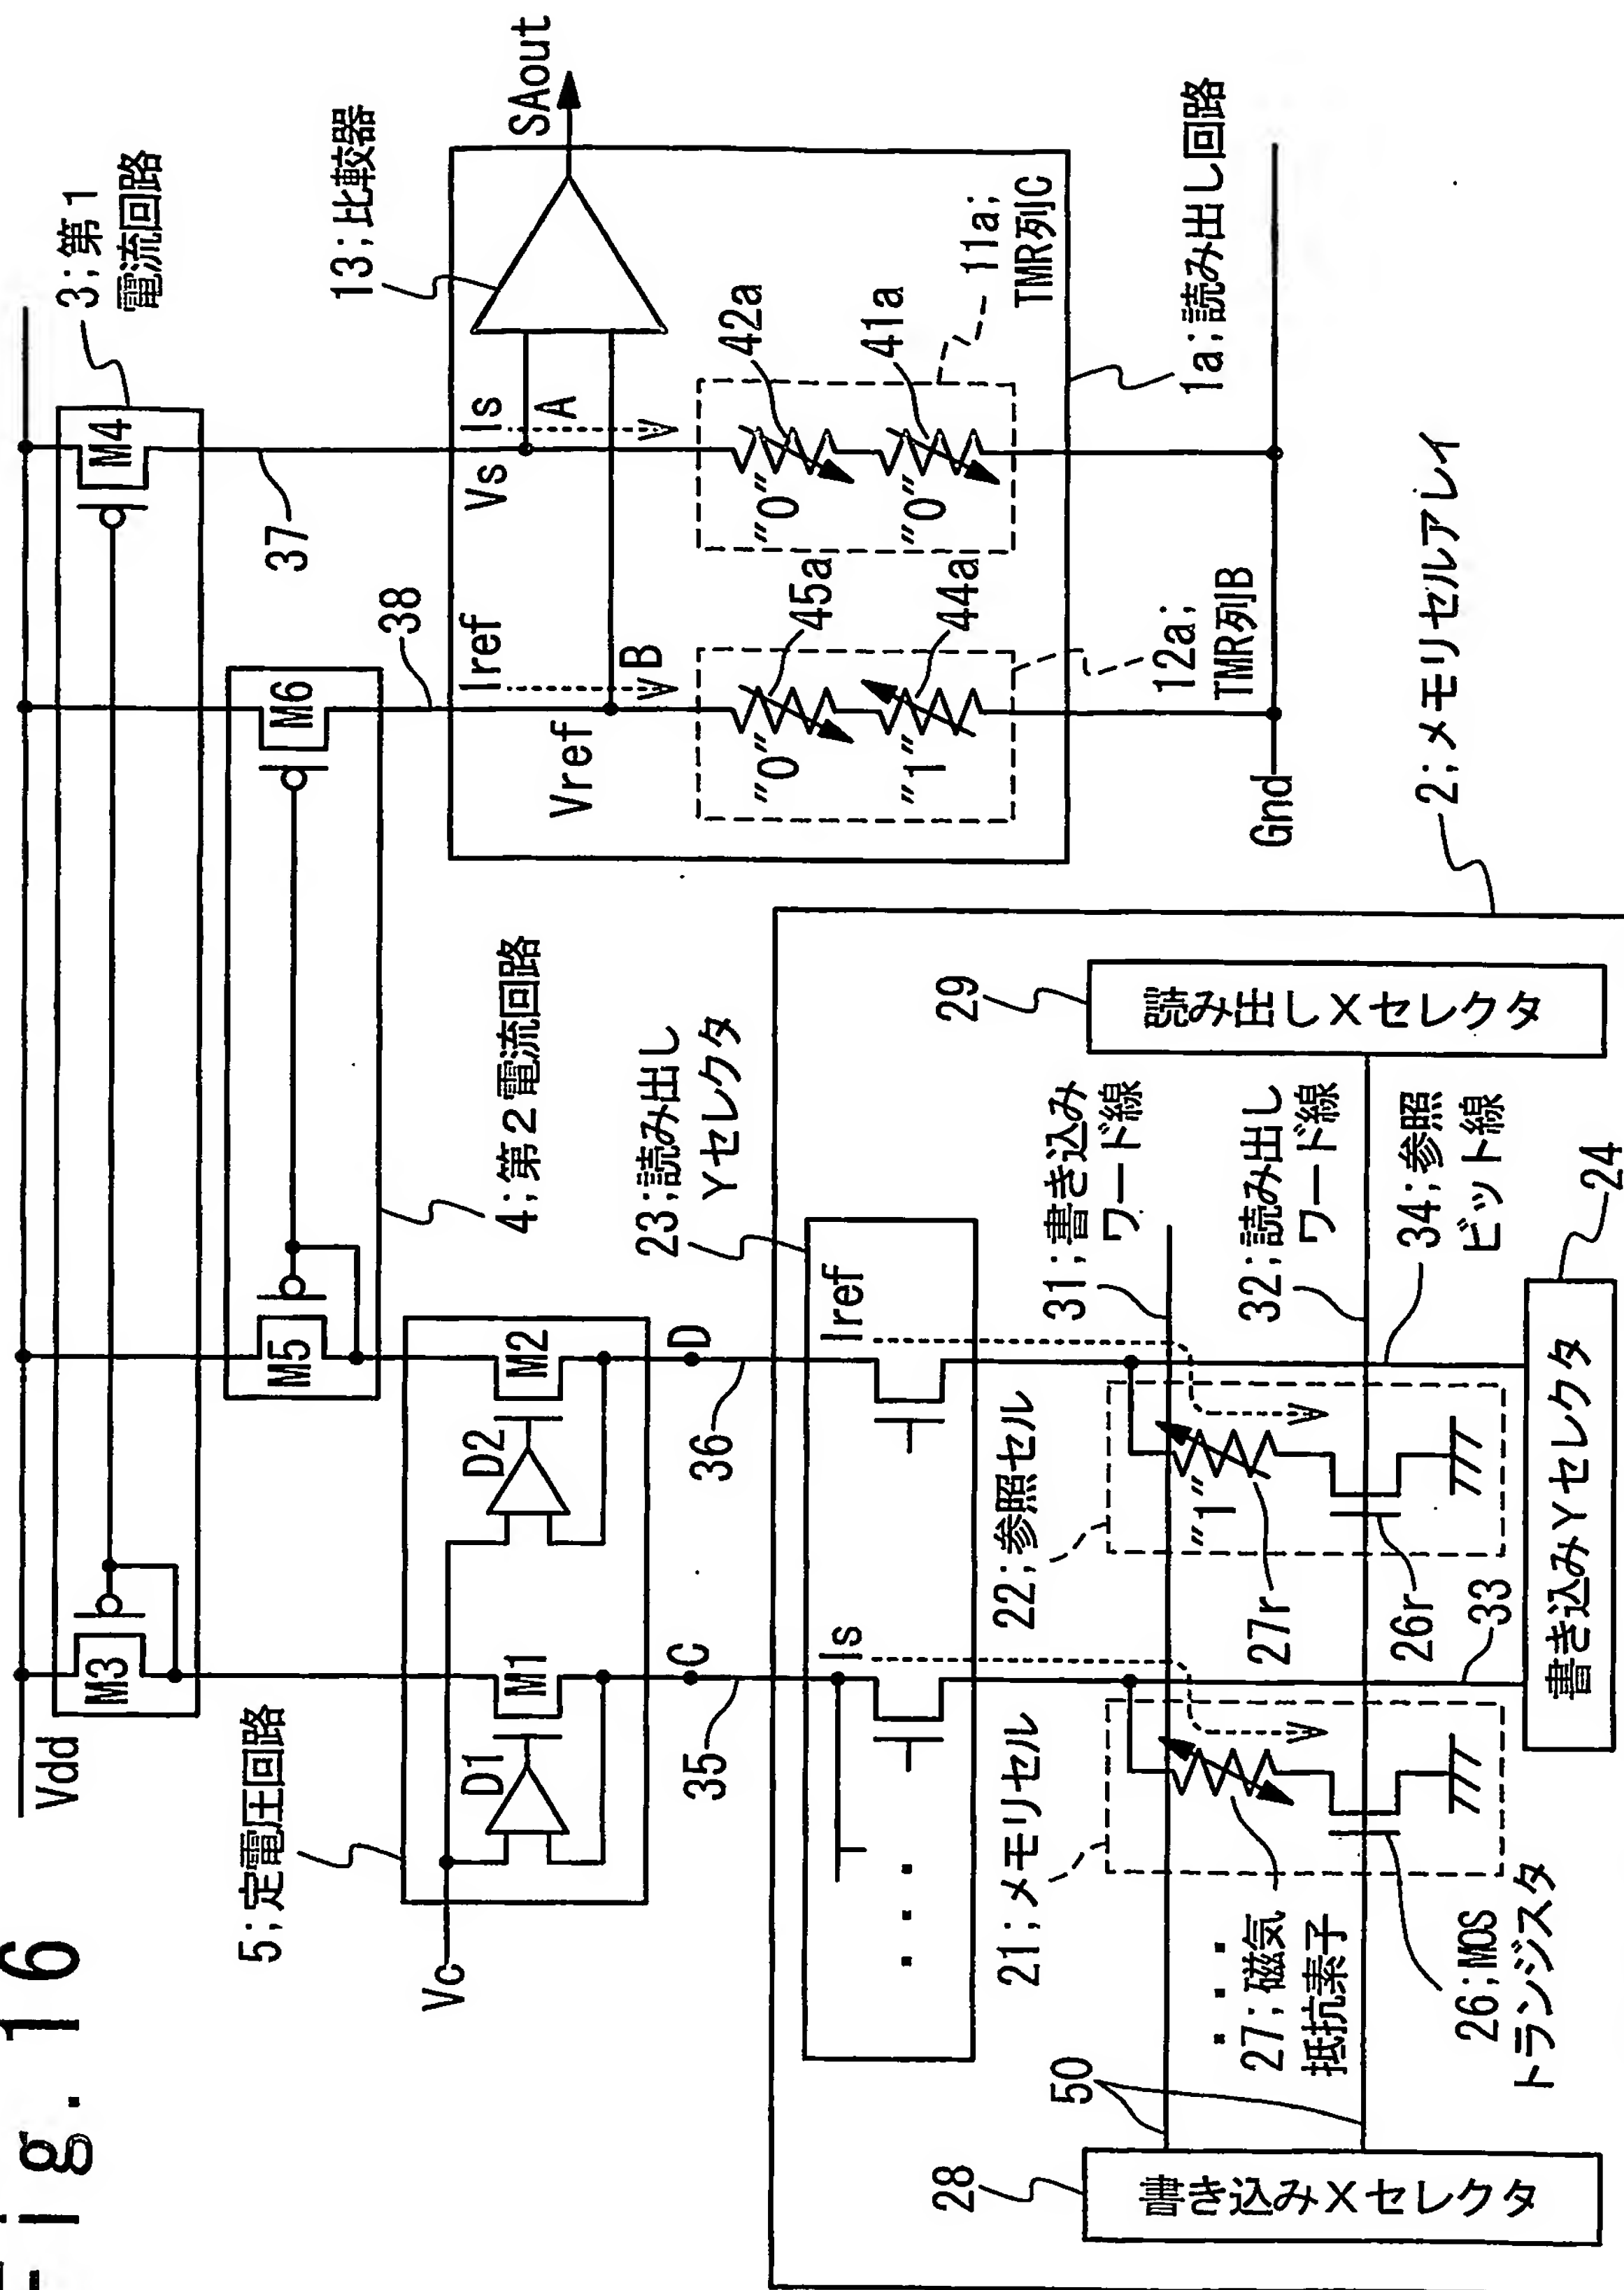 Fig. 16
Vdd
3;第1
電流回路
M3
M4
37
4;第2電流回路
M5
M6
38
5;定電圧回路
Vc
D1
M1
D2
M2
C
D
35
36
13;比較器
SAout
Is
A
Vs
Iref
B
Vref
"0"
42a
"0"
41a
11a;
TMR列C
"0"
45a
"1"
44a
12a;
TMR列B
1a;読み出し回路
Gnd
2;メモリセルアレイ
23;読み出し
Yセレクタ
Is
Iref
. . .
21;メモリセル
22;参照セル
29
読み出しXセレクタ
31;書き込み
ワード線
32;読み出し
ワード線
34;参照
ビット線
24
書き込みYセレクタ
"1"
27r
26r
33
. . .
27;磁気
抵抗素子
26;MOS
トランジスタ
50
28
書き込みXセレクタ